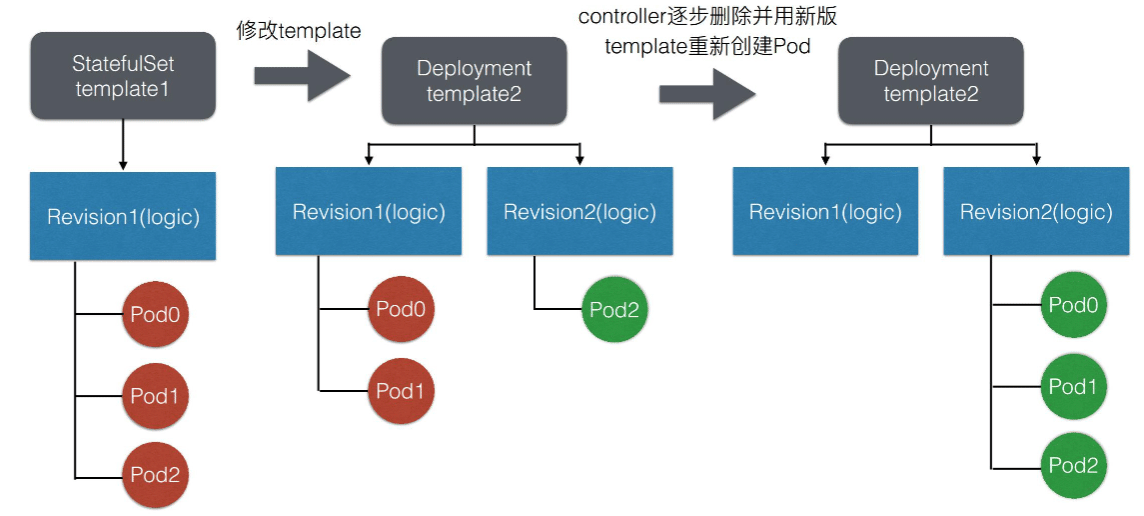 StatefulSet
template1
修改template
Deployment
template2
controller逐步删除并用新版
template重新创建Pod
Deployment
template2
Revision1(logic)
Revision1(logic)
Revision2(logic)
Revision1(logic)
Revision2(logic)
Pod0
Pod1
Pod2
Pod0
Pod1
Pod2
Pod0
Pod1
Pod2